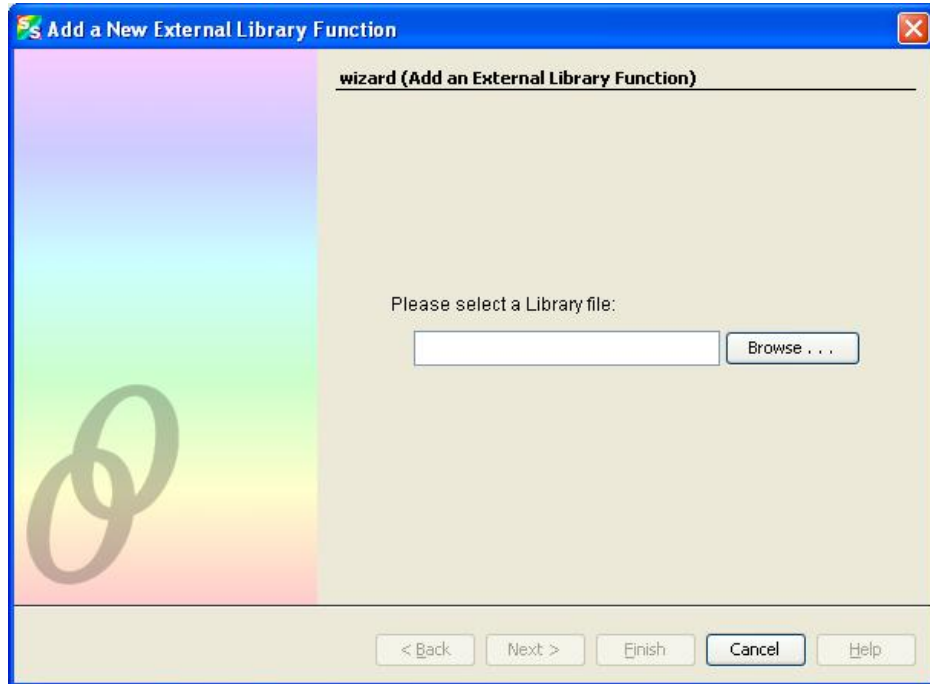 Add a New External Library Function
wizard (Add an External Library Function)
Please select a Library file:
Browse . . .
< Back Next > Finish Cancel Help